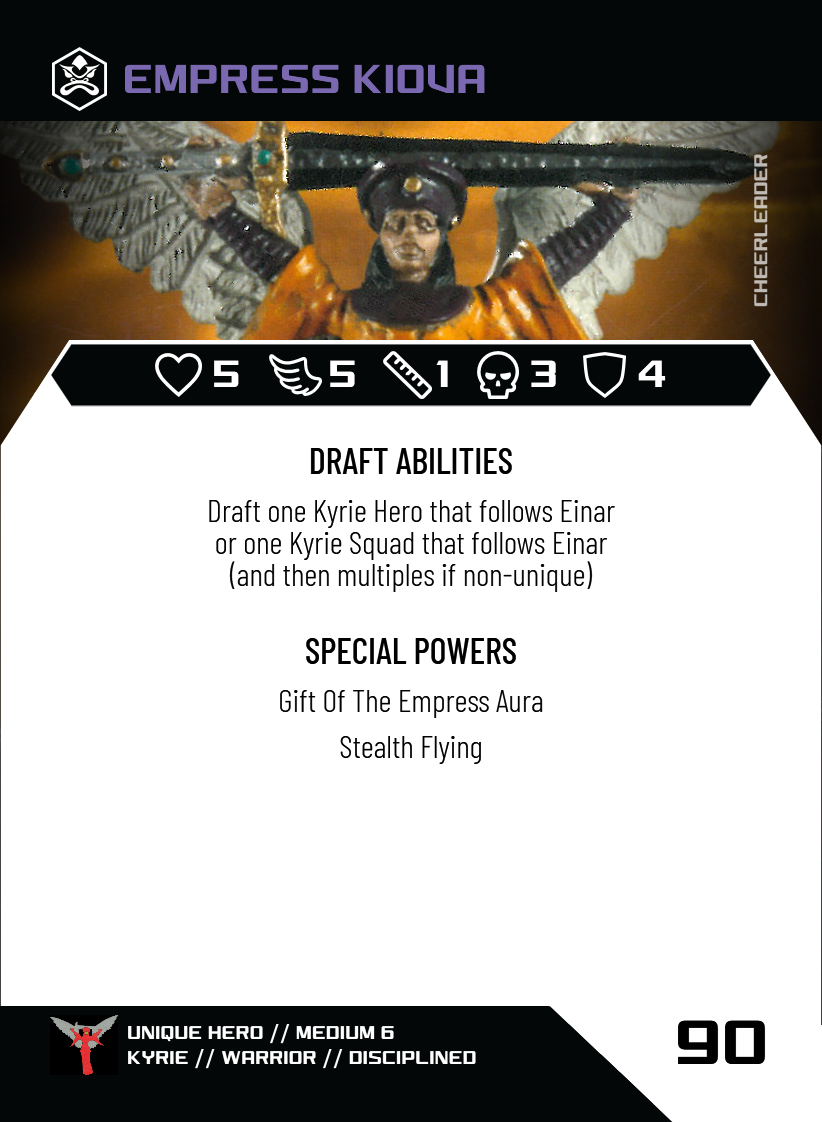 EMPRESS KIOVA
CHEERLEADER
5 5 1 3 4
DRAFT ABILITIES
Draft one Kyrie Hero that follows Einar
or one Kyrie Squad that follows Einar
(and then multiples if non-unique)
SPECIAL POWERS
Gift Of The Empress Aura
Stealth Flying
UNIQUE HERO // MEDIUM 6
KYRIE // WARRIOR // DISCIPLINED
90